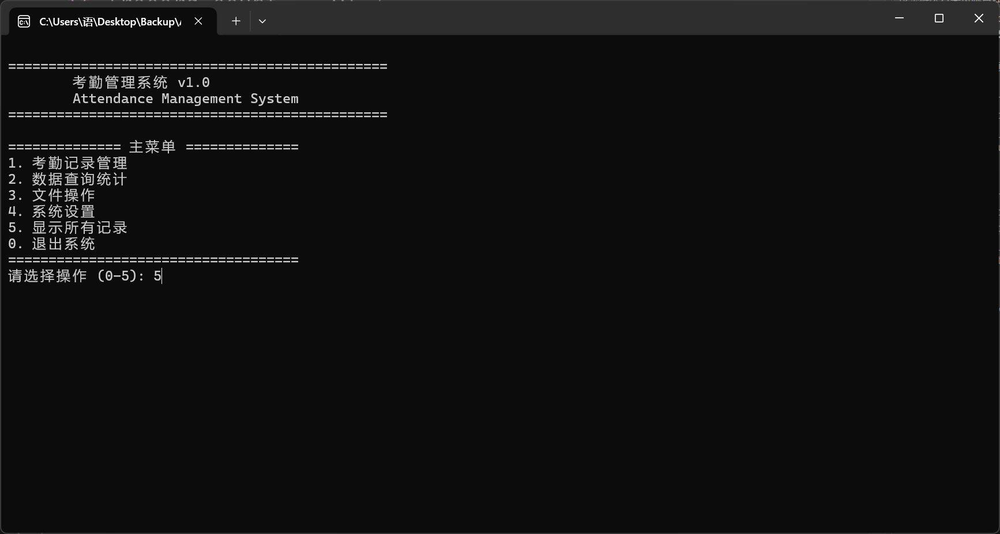 C:\Users\语\Desktop\Backup\
===============================================
考勤管理系统 v1.0
Attendance Management System
===============================================
============== 主菜单 ==============
1. 考勤记录管理
2. 数据查询统计
3. 文件操作
4. 系统设置
5. 显示所有记录
0. 退出系统
====================================
请选择操作 (0-5): 5